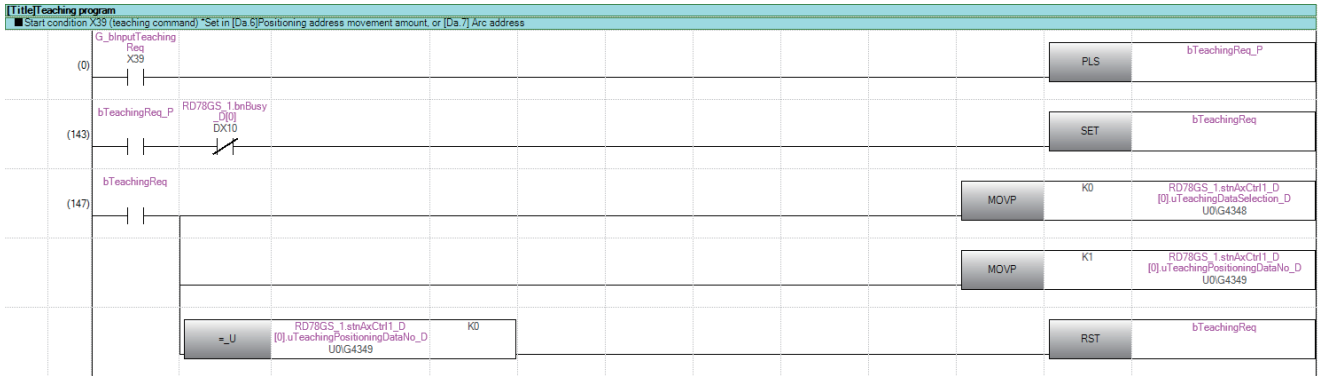 [Title]Teaching program
■Start condition X39 (teaching command) *Set in [Da.6]Positioning address movement amount, or [Da.7] Arc address
G_bInputTeaching
Req
X39
(0)
PLS
bTeachingReq_P
bTeachingReq_P
RD78GS_1.bnBusy
_D[0]
DX10
(143)
SET
bTeachingReq
bTeachingReq
(147)
MOVP
K0
RD78GS_1.stnAxCtrl1_D
[0].uTeachingDataSelection_D
U0\G4348
MOVP
K1
RD78GS_1.stnAxCtrl1_D
[0].uTeachingPositioningDataNo_D
U0\G4349
=_U
RD78GS_1.stnAxCtrl1_D
[0].uTeachingPositioningDataNo_D
U0\G4349
K0
RST
bTeachingReq